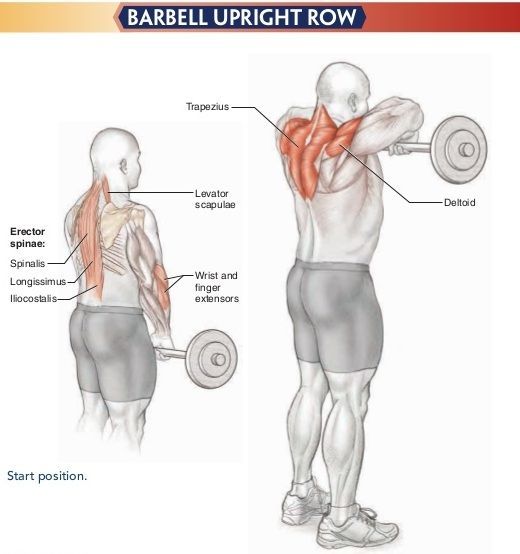 BARBELL UPRIGHT ROW
Trapezius
Levator
scapulae
Deltoid
Erector
spinae:
Spinalis
Longissimus
Iliocostalis
Wrist and
finger
extensors
Start position.